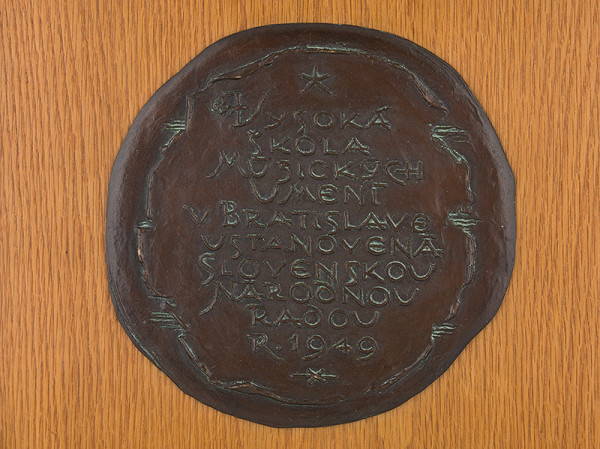 Vysoká
Škola
Múzických
Umení
v Bratislave
ustanovená
Slovenskou
Národnou
radou
r. 1949